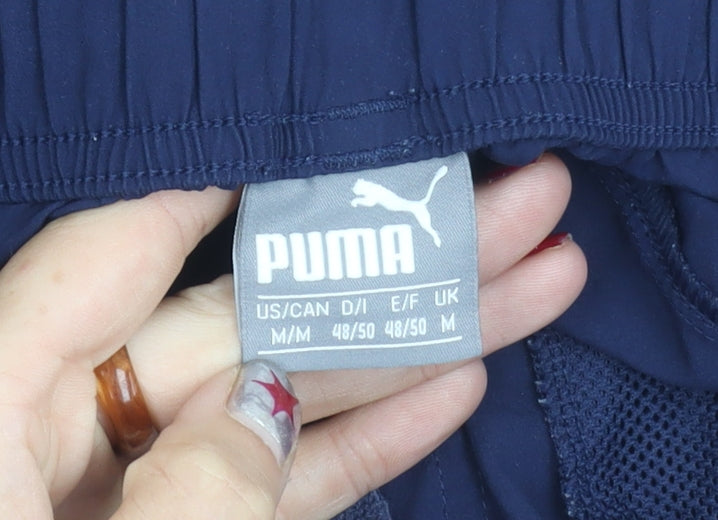 PUMA
US/CAN D/I E/F UK
M/M 48/50 48/50 M